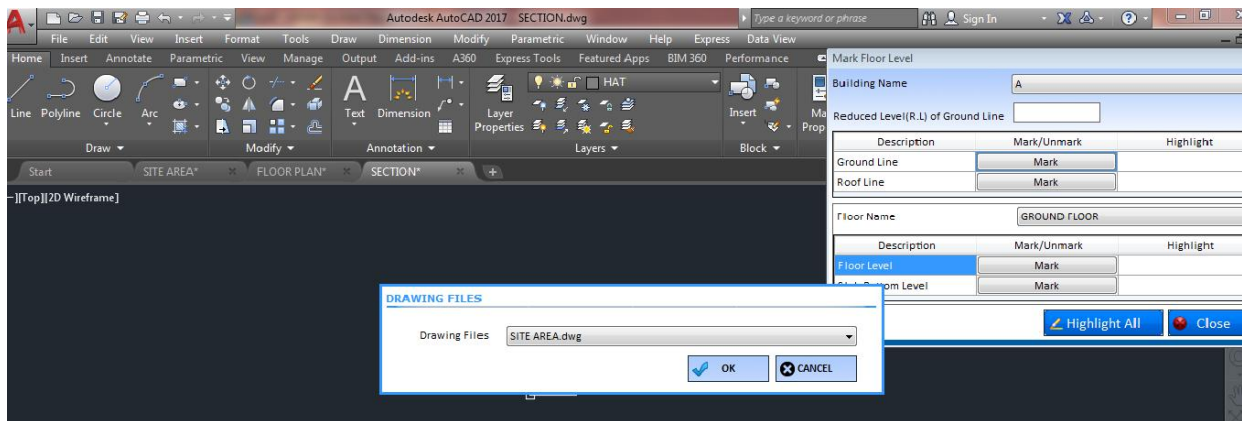 Autodesk AutoCAD 2017 SECTION.dwg Type a keyword or phrase Sign In
File Edit View Insert Format Tools Draw Dimension Modify Parametric Window Help Express Data View
Home Insert Annotate Parametric View Manage Output Add-ins A360 Express Tools Featured Apps BIM 360 Performance
HAT
Line Polyline Circle Arc Text Dimension Layer Properties Insert
Draw Modify Annotation Layers Block
Start SITE AREA* FLOOR PLAN* SECTION*
-][Top][2D Wireframe]
Mark Floor Level
Building Name A
Reduced Level(R.L) of Ground Line
Description Mark/Unmark Highlight
Ground Line Mark
Roof Line Mark
Floor Name GROUND FLOOR
Description Mark/Unmark Highlight
Floor Level Mark
Level Mark
Highlight All Close
DRAWING FILES
Drawing Files SITE AREA.dwg
OK CANCEL